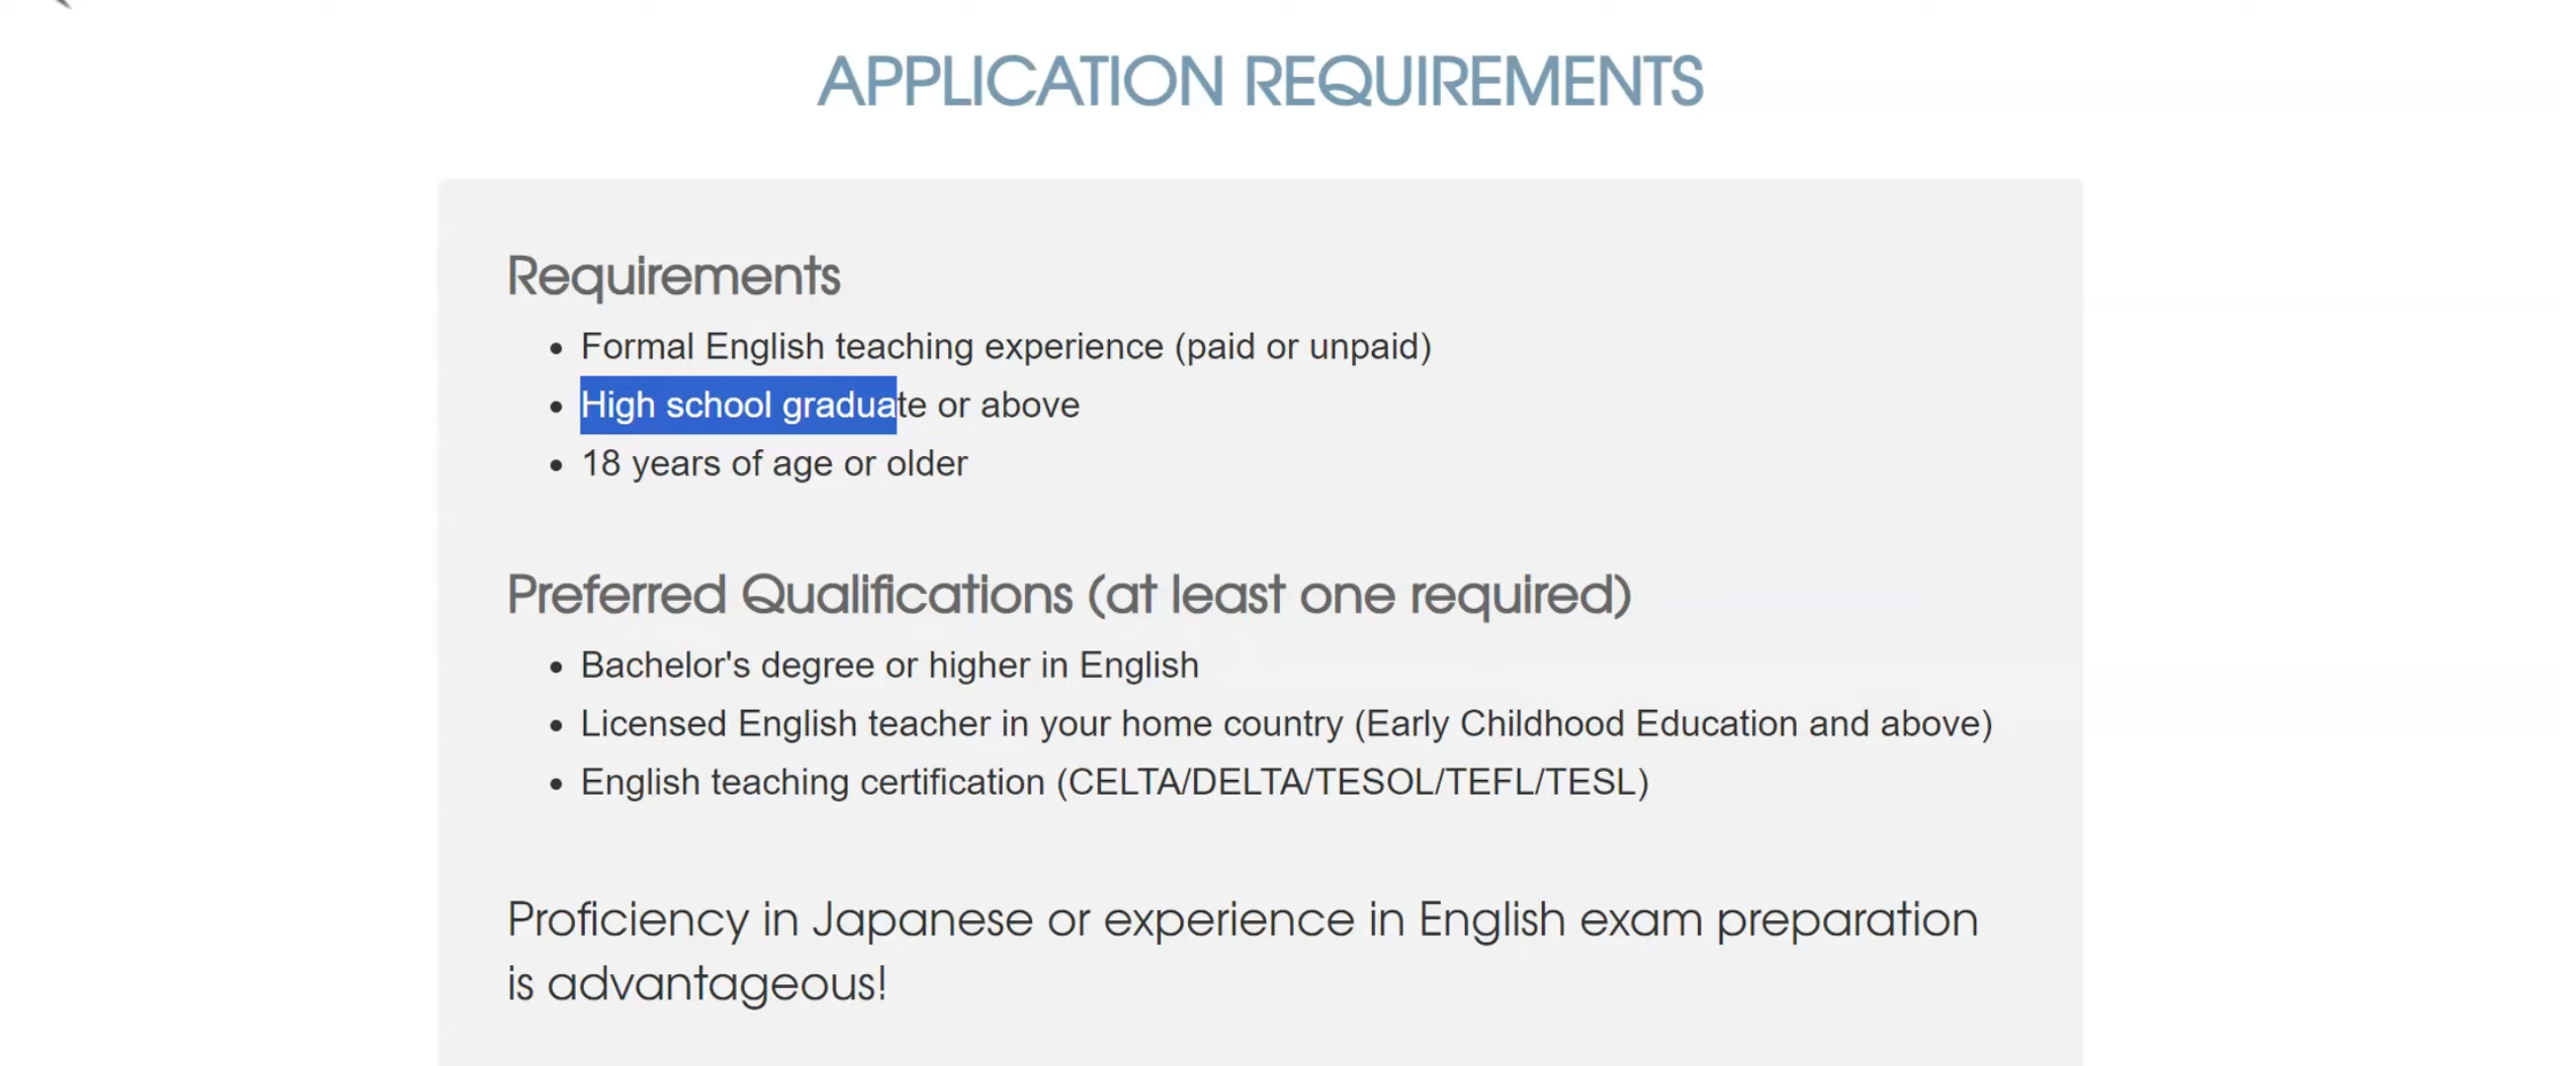 APPLICATION REQUIREMENTS
Requirements
• Formal English teaching experience (paid or unpaid)
• High school graduate or above
• 18 years of age or older
Preferred Qualifications (at least one required)
• Bachelor's degree or higher in English
• Licensed English teacher in your home country (Early Childhood Education and above)
• English teaching certification (CELTA/DELTA/TESOL/TEFL/TESL)
Proficiency in Japanese or experience in English exam preparation
is advantageous!